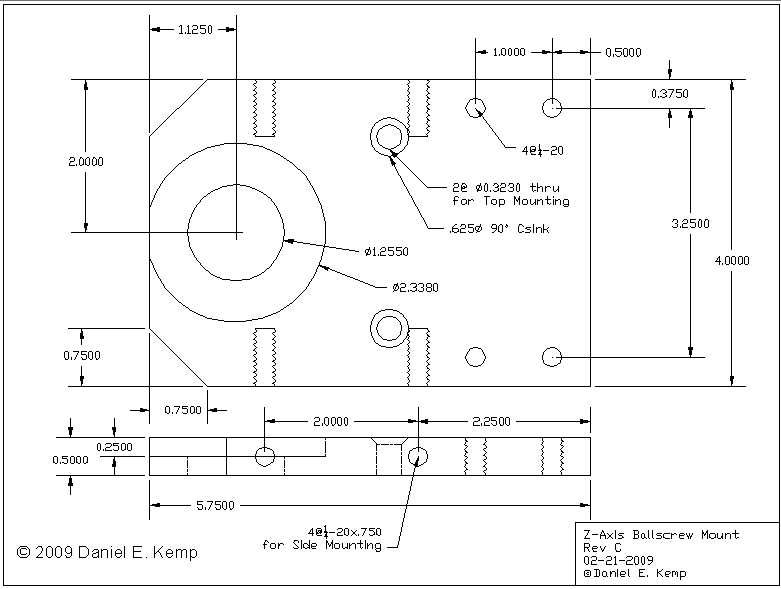 1.1250
1.0000
0.5000
0.3750
2.0000
4@¼-20
2@ Ø0.3230 thru
for Top Mounting
.625Ø 90° Csink
3.2500
4.0000
Ø1.2550
Ø2.3380
0.7500
0.7500
2.0000
2.2500
0.2500
0.5000
5.7500
4@¼-20x.750
for Side Mounting
Z-Axis Ballscrew Mount
Rev C
02-21-2009
©Daniel E. Kemp
© 2009 Daniel E. Kemp